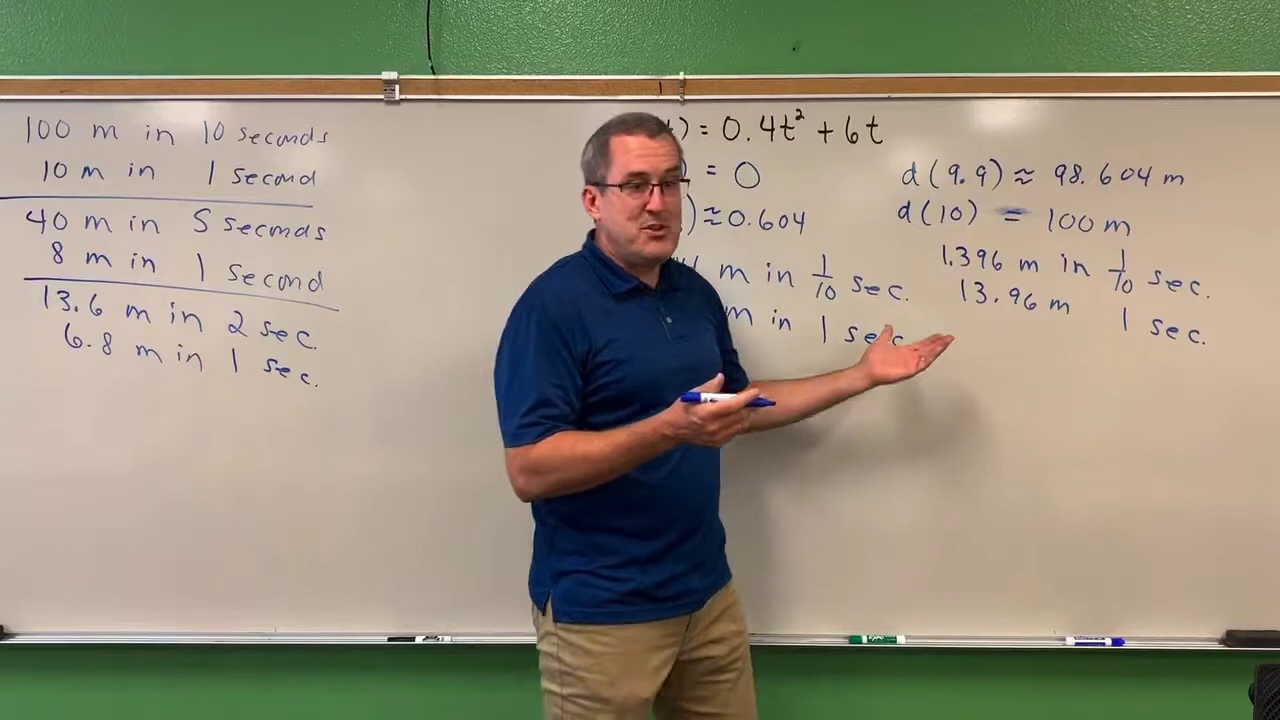 100 m in 10 seconds
10 m in 1 second
40 m in 5 seconds
8 m in 1 second
13.6 m in 2 sec.
6.8 m in 1 sec.
) = 0.4t² + 6t
= 0
) ≈ 0.604
m in 1/10 sec.
m in 1 sec.
d(9.9) ≈ 98.604 m
d(10) = 100 m
1.396 m in 1/10 sec.
13.96 m 1 sec.
EXPO